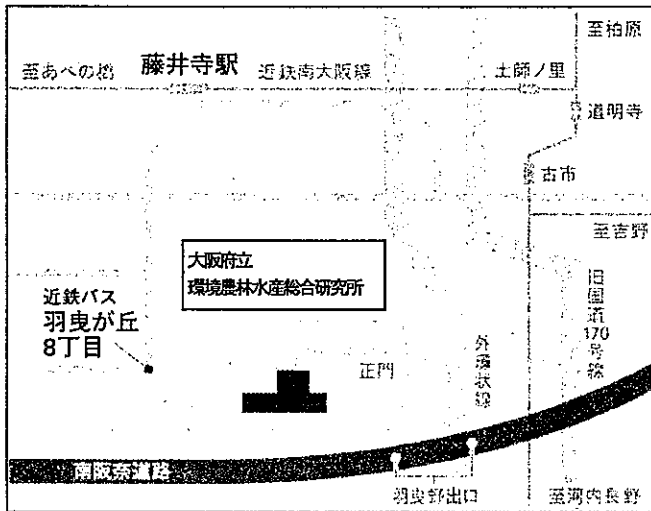 至柏原
至あべの橋
藤井寺駅
近鉄南大阪線
土師ノ里
道明寺
古市
至吉野
大阪府立
環境農林水産総合研究所
近鉄バス
羽曳が丘
8丁目
正門
外環状線
旧国道170号線
南阪奈道路
羽曳野出口
至河内長野